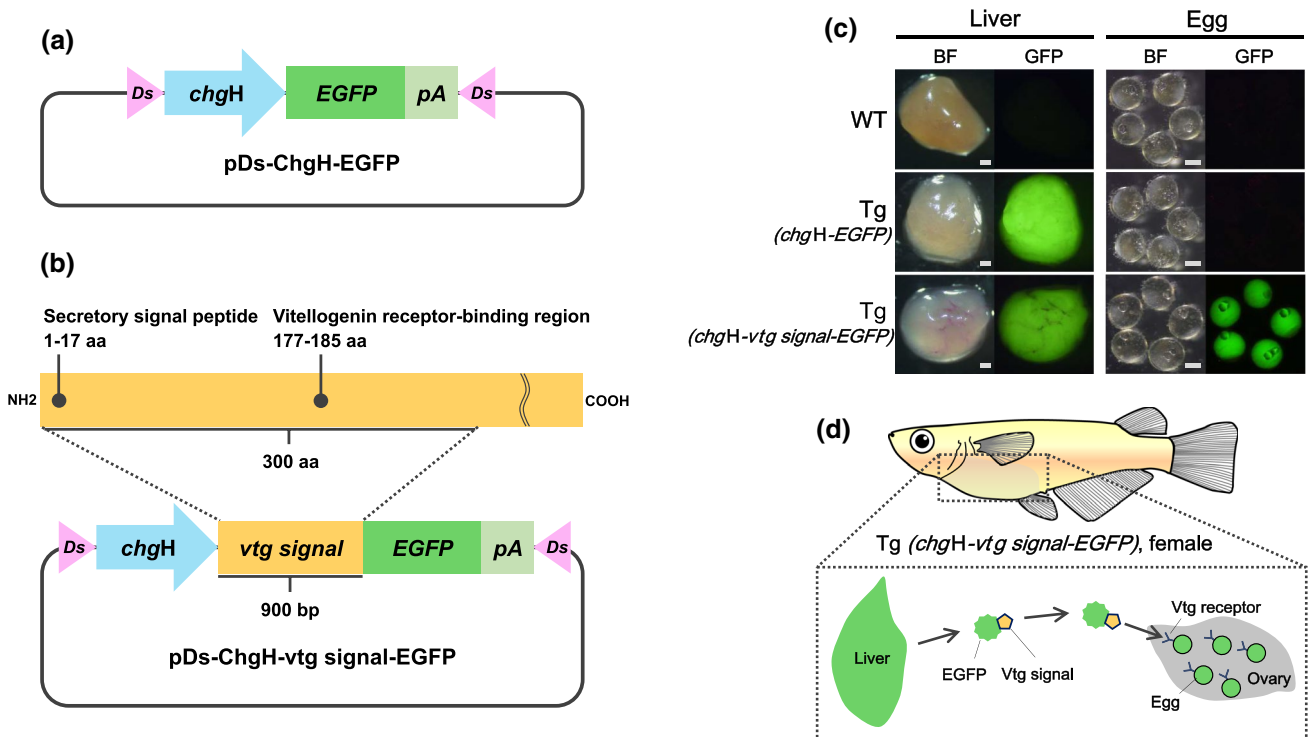 (a)
Ds chgH EGFP pA Ds
pDs-ChgH-EGFP
(b)
Secretory signal peptide
1-17 aa
Vitellogenin receptor-binding region
177-185 aa
NH2
COOH
300 aa
Ds chgH vtg signal EGFP pA Ds
900 bp
pDs-ChgH-vtg signal-EGFP
(c)
Liver Egg
BF GFP BF GFP
WT
Tg
(chgH-EGFP)
Tg
(chgH-vtg signal-EGFP)
(d)
Tg (chgH-vtg signal-EGFP), female
Liver
EGFP
Vtg signal
Vtg receptor
Ovary
Egg